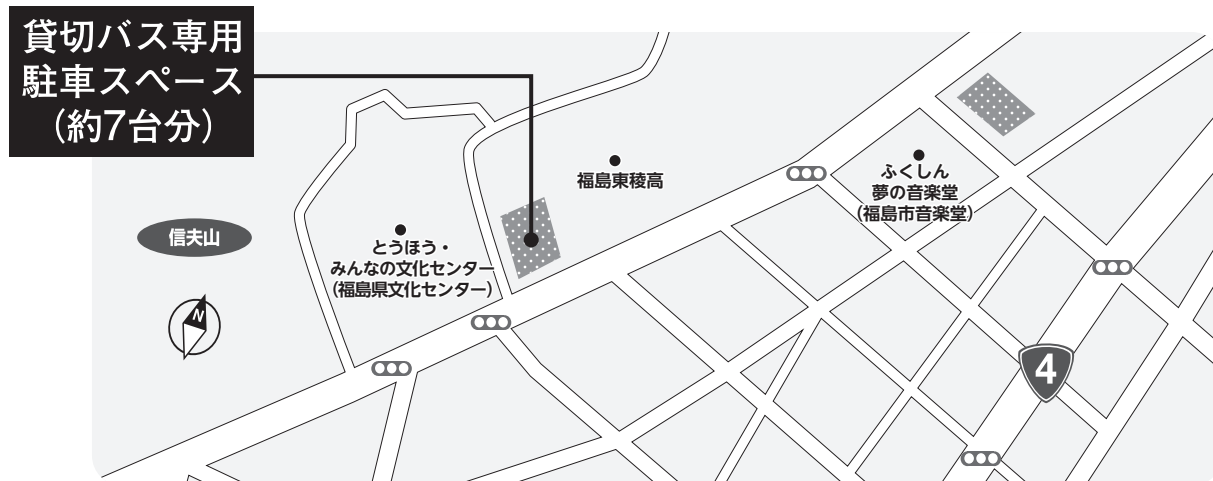 貸切バス専用
駐車スペース
(約7台分)
福島東稜高
ふくしん
夢の音楽堂
(福島市音楽堂)
信夫山
とうほう・
みんなの文化センター
(福島県文化センター)
N
4